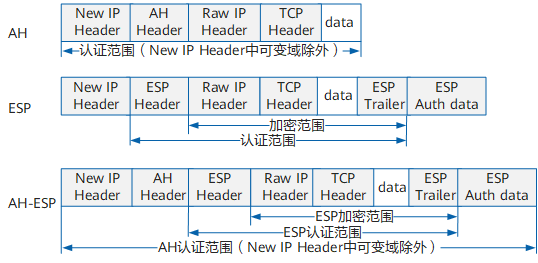 AH
New IP Header
AH Header
Raw IP Header
TCP Header
data
认证范围（New IP Header中可变域除外）
ESP
New IP Header
ESP Header
Raw IP Header
TCP Header
data
ESP Trailer
ESP Auth data
加密范围
认证范围
AH-ESP
New IP Header
AH Header
ESP Header
Raw IP Header
TCP Header
data
ESP Trailer
ESP Auth data
ESP加密范围
ESP认证范围
AH认证范围（New IP Header中可变域除外）